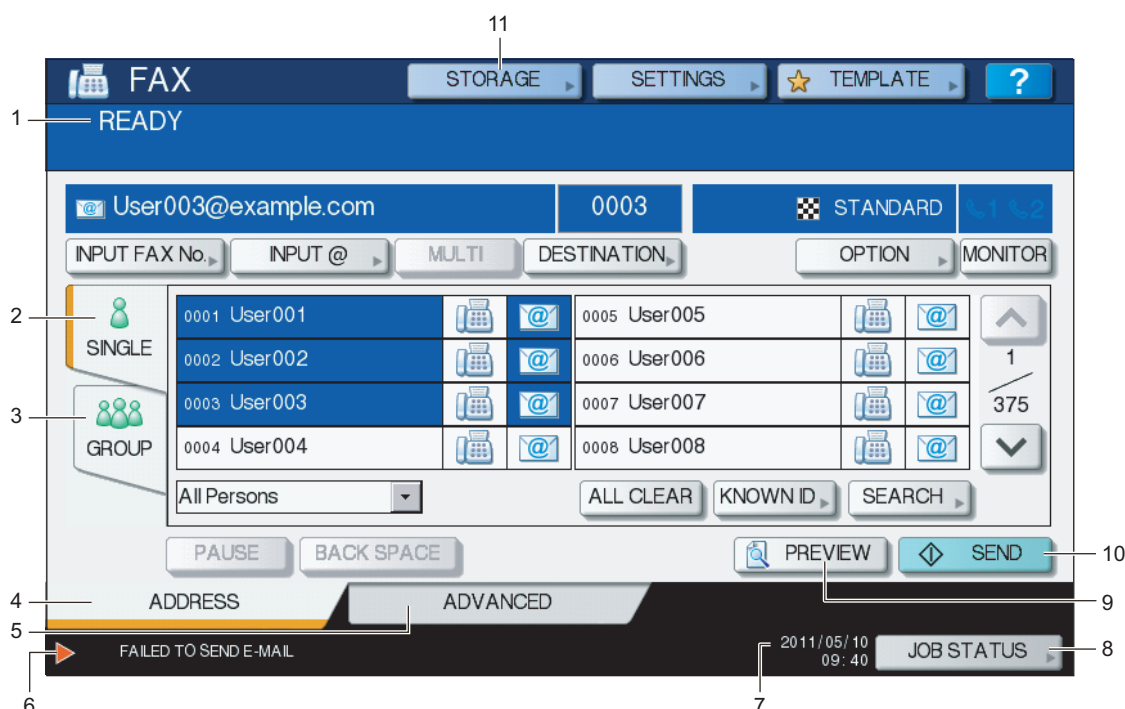 11
FAX
STORAGE
SETTINGS
TEMPLATE
?
1
READY
@ User003@example.com
0003
STANDARD
1 2
INPUT FAX No.
INPUT @
MULTI
DESTINATION
OPTION
MONITOR
2
SINGLE
0001 User001
@
0005 User005
@
0002 User002
@
0006 User006
@
1
3
GROUP
0003 User003
@
0007 User007
@
375
0004 User004
@
0008 User008
@
All Persons
ALL CLEAR
KNOWN ID
SEARCH
PAUSE
BACK SPACE
PREVIEW
SEND
10
9
4
ADDRESS
ADVANCED
5
FAILED TO SEND E-MAIL
2011/05/10
09:40
JOB STATUS
8
6
7